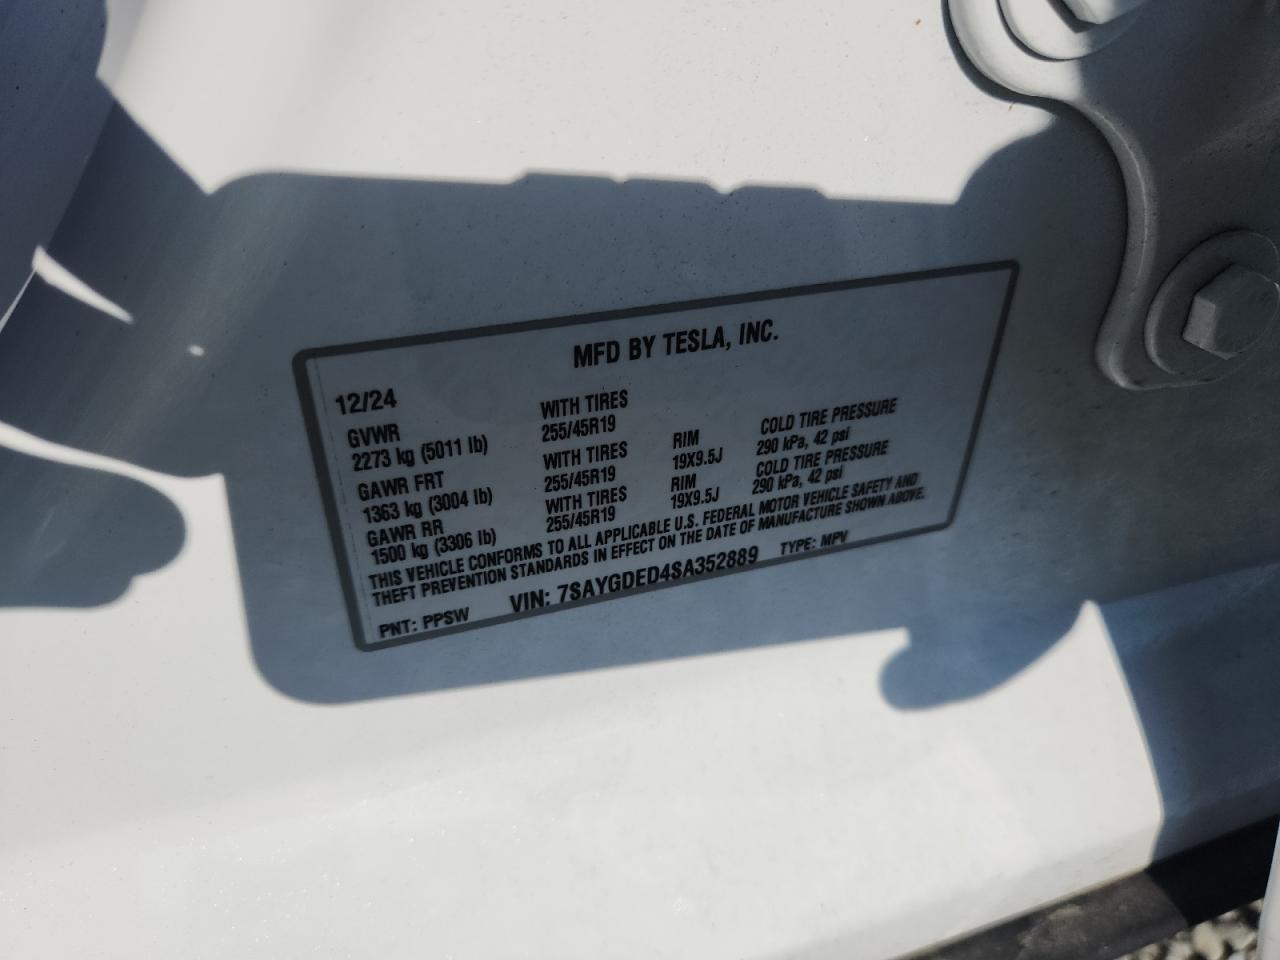 MFD BY TESLA, INC.
12/24
GVWR WITH TIRES
2273 kg (5011 lb) 255/45R19
GAWR FRT WITH TIRES RIM COLD TIRE PRESSURE
1363 kg (3004 lb) 255/45R19 19X9.5J 290 kPa, 42 psi
GAWR RR WITH TIRES RIM COLD TIRE PRESSURE
1500 kg (3306 lb) 255/45R19 19X9.5J 290 kPa, 42 psi
THIS VEHICLE CONFORMS TO ALL APPLICABLE U.S. FEDERAL MOTOR VEHICLE SAFETY AND
THEFT PREVENTION STANDARDS IN EFFECT ON THE DATE OF MANUFACTURE SHOWN ABOVE.
PNT: PPSW VIN: 7SAYGDED4SA352889 TYPE: MPV